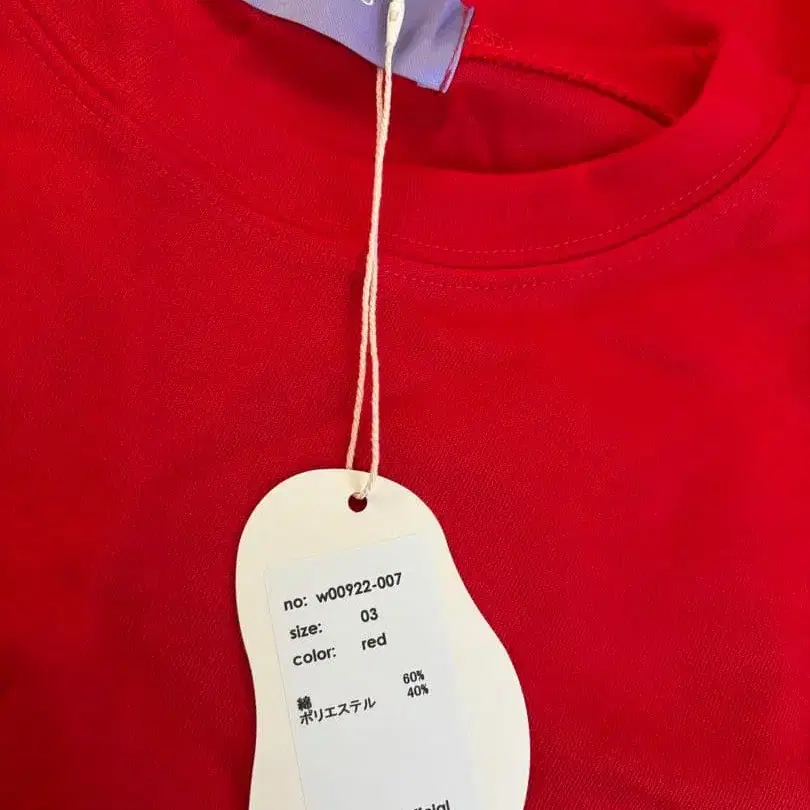 no: w00922-007
size: 03
color: red
綿 60%
ポリエステル 40%